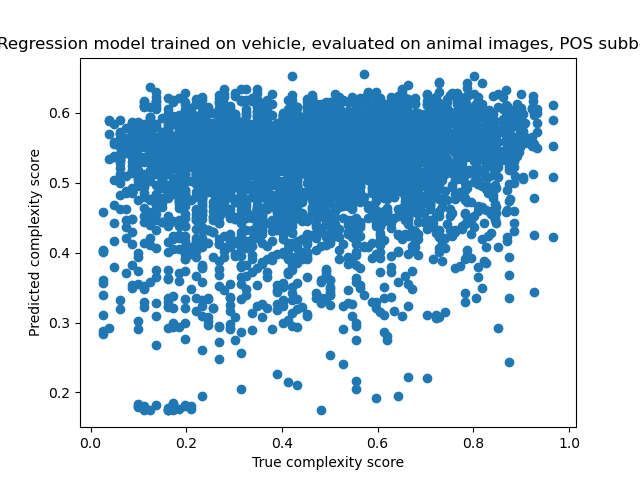 Regression model trained on vehicle, evaluated on animal images, POS subb
0.6
0.5
0.4
0.3
0.2
Predicted complexity score
0.0 0.2 0.4 0.6 0.8 1.0
True complexity score